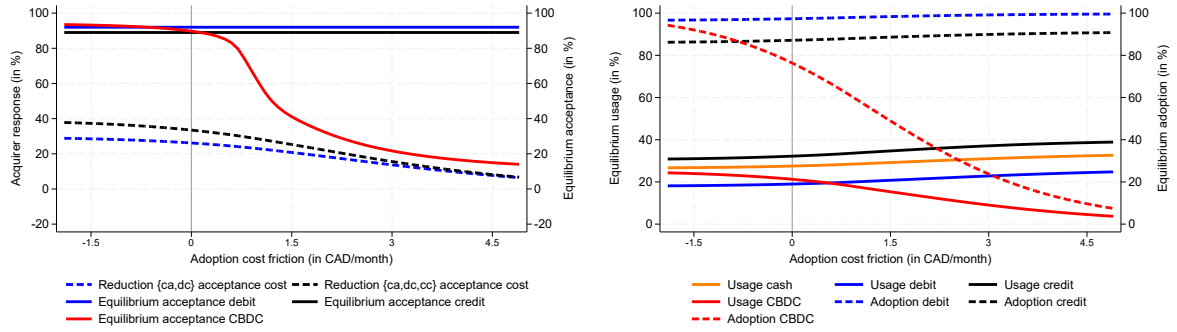 100
80
60
40
20
0
-20
Acquirer response (in %)
100
80
60
40
20
0
-20
Equilibrium acceptance (in %)
-1.5 0 1.5 3 4.5
Adoption cost friction (in CAD/month)
Reduction {ca,dc} acceptance cost Reduction {ca,dc,cc} acceptance cost
Equilibrium acceptance debit Equilibrium acceptance credit
Equilibrium acceptance CBDC
100
80
60
40
20
0
Equilibrium usage (in %)
100
80
60
40
20
0
Equilibrium adoption (in %)
-1.5 0 1.5 3 4.5
Adoption cost friction (in CAD/month)
Usage cash Usage debit Usage credit
Usage CBDC Adoption debit Adoption credit
Adoption CBDC